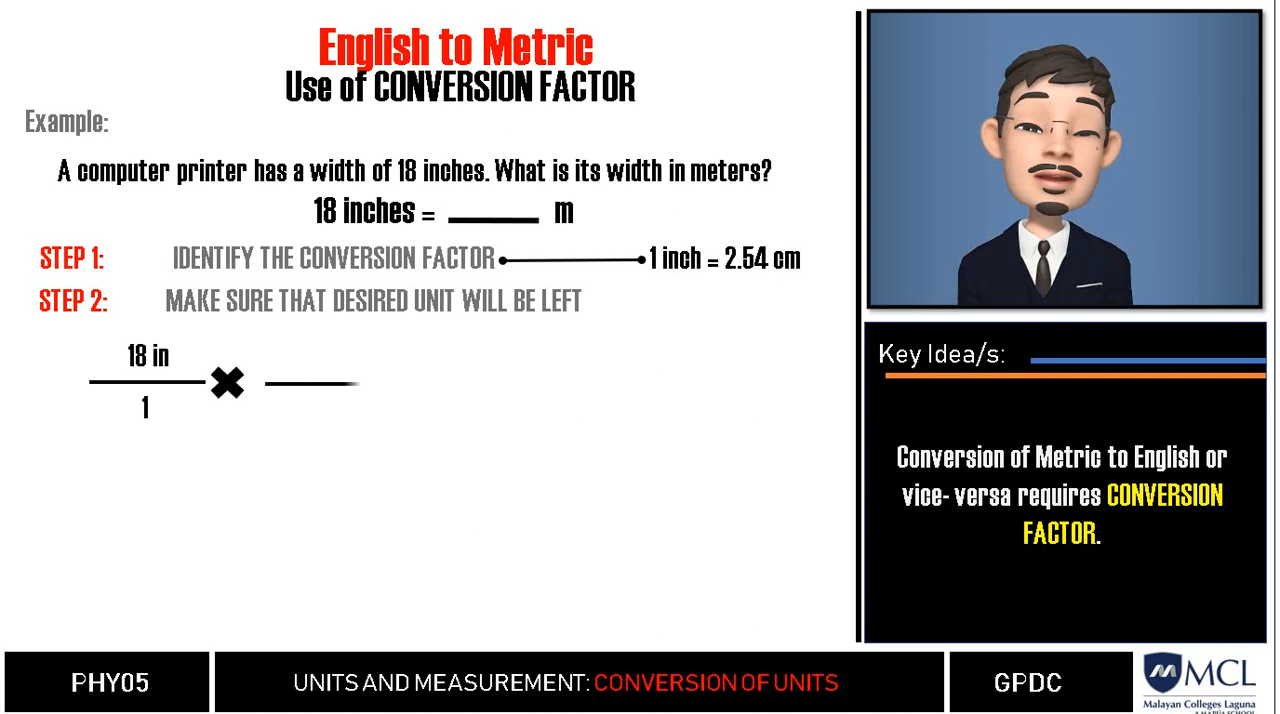 English to Metric
Use of CONVERSION FACTOR
Example:
A computer printer has a width of 18 inches. What is its width in meters?
18 inches = ______ m
STEP 1: IDENTIFY THE CONVERSION FACTOR 1 inch = 2.54 cm
STEP 2: MAKE SURE THAT DESIRED UNIT WILL BE LEFT
18 in
1
Key Idea/s:
Conversion of Metric to English or
vice- versa requires CONVERSION
FACTOR.
PHY05
UNITS AND MEASUREMENT: CONVERSION OF UNITS
GPDC
MCL
Malayan Colleges Laguna
A MAPÚA SCHOOL